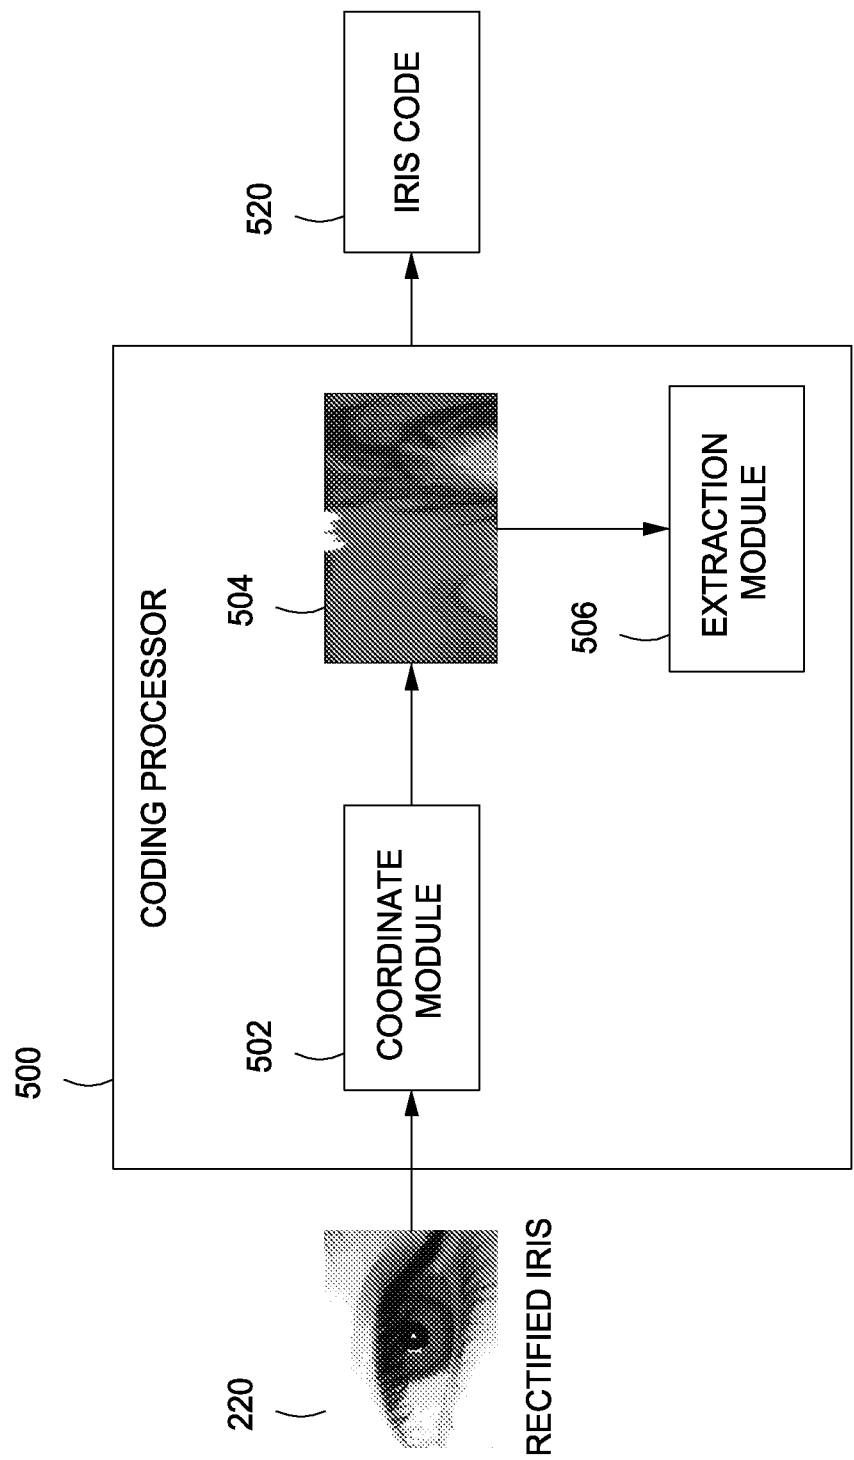 500
CODING PROCESSOR
220
RECTIFIED IRIS
502
COORDINATE
MODULE
504
506
EXTRACTION
MODULE
520
IRIS CODE